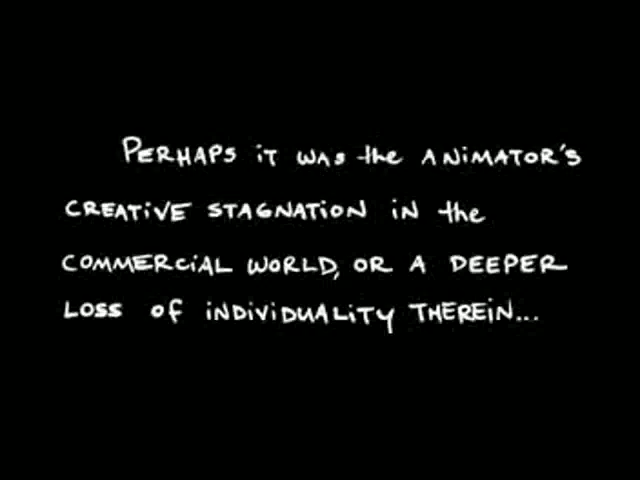 PERHAPS iT WAS the ANiMATOR'S
CREATiVE STAGNATiON iN the
COMMERCiAL WORLD, OR A DEEPER
LOSS of iNDiViDUALiTY THEREiN...